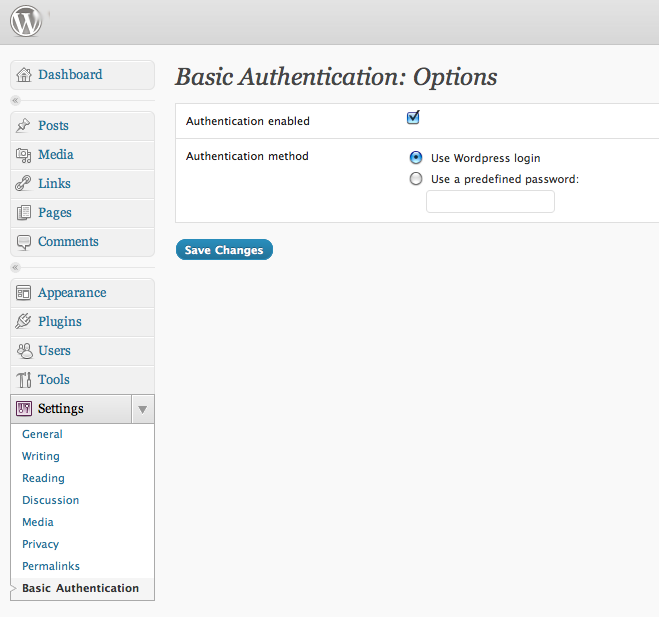 W
Dashboard
Posts
Media
Links
Pages
Comments
Appearance
Plugins
Users
Tools
Settings
General
Writing
Reading
Discussion
Media
Privacy
Permalinks
Basic Authentication
Basic Authentication: Options
Authentication enabled
Authentication method
Use Wordpress login
Use a predefined password:
Save Changes